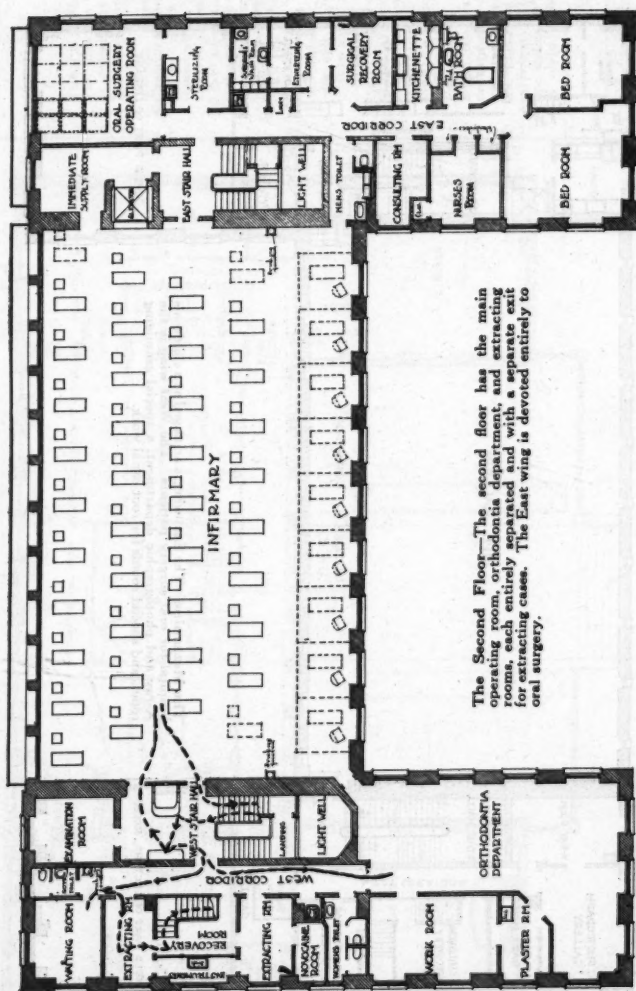 ORAL SURGERY
OPERATING ROOM
STERILIZING
ROOM
SURGICAL
RECOVERY
ROOM
KITCHENETTE
BATH ROOM
BED ROOM
IMMEDIATE
SUPPLY ROOM
ELEVATOR
EAST STAIR HALL
LIGHT WELL
MENS TOILET
EAST CORRIDOR
CONSULTING RM
NURSES
ROOM
BED ROOM
INFIRMARY
The Second Floor—The second floor has the main
operating room, orthodontia department, and extracting
rooms, each entirely separated and with a separate exit
for extracting cases. The East wing is devoted entirely to
oral surgery.
EXAMINATION
ROOM
WEST STAIR HALL
LANDING
LIGHT WELL
ORTHODONTIA
DEPARTMENT
TOILET
WEST CORRIDOR
WAITING ROOM
EXTRACTING RM
RECOVERY
ROOM
EXTRACTING RM
NOVOCAINE
ROOM
WOMENS TOILET
WORK ROOM
PLASTER RM